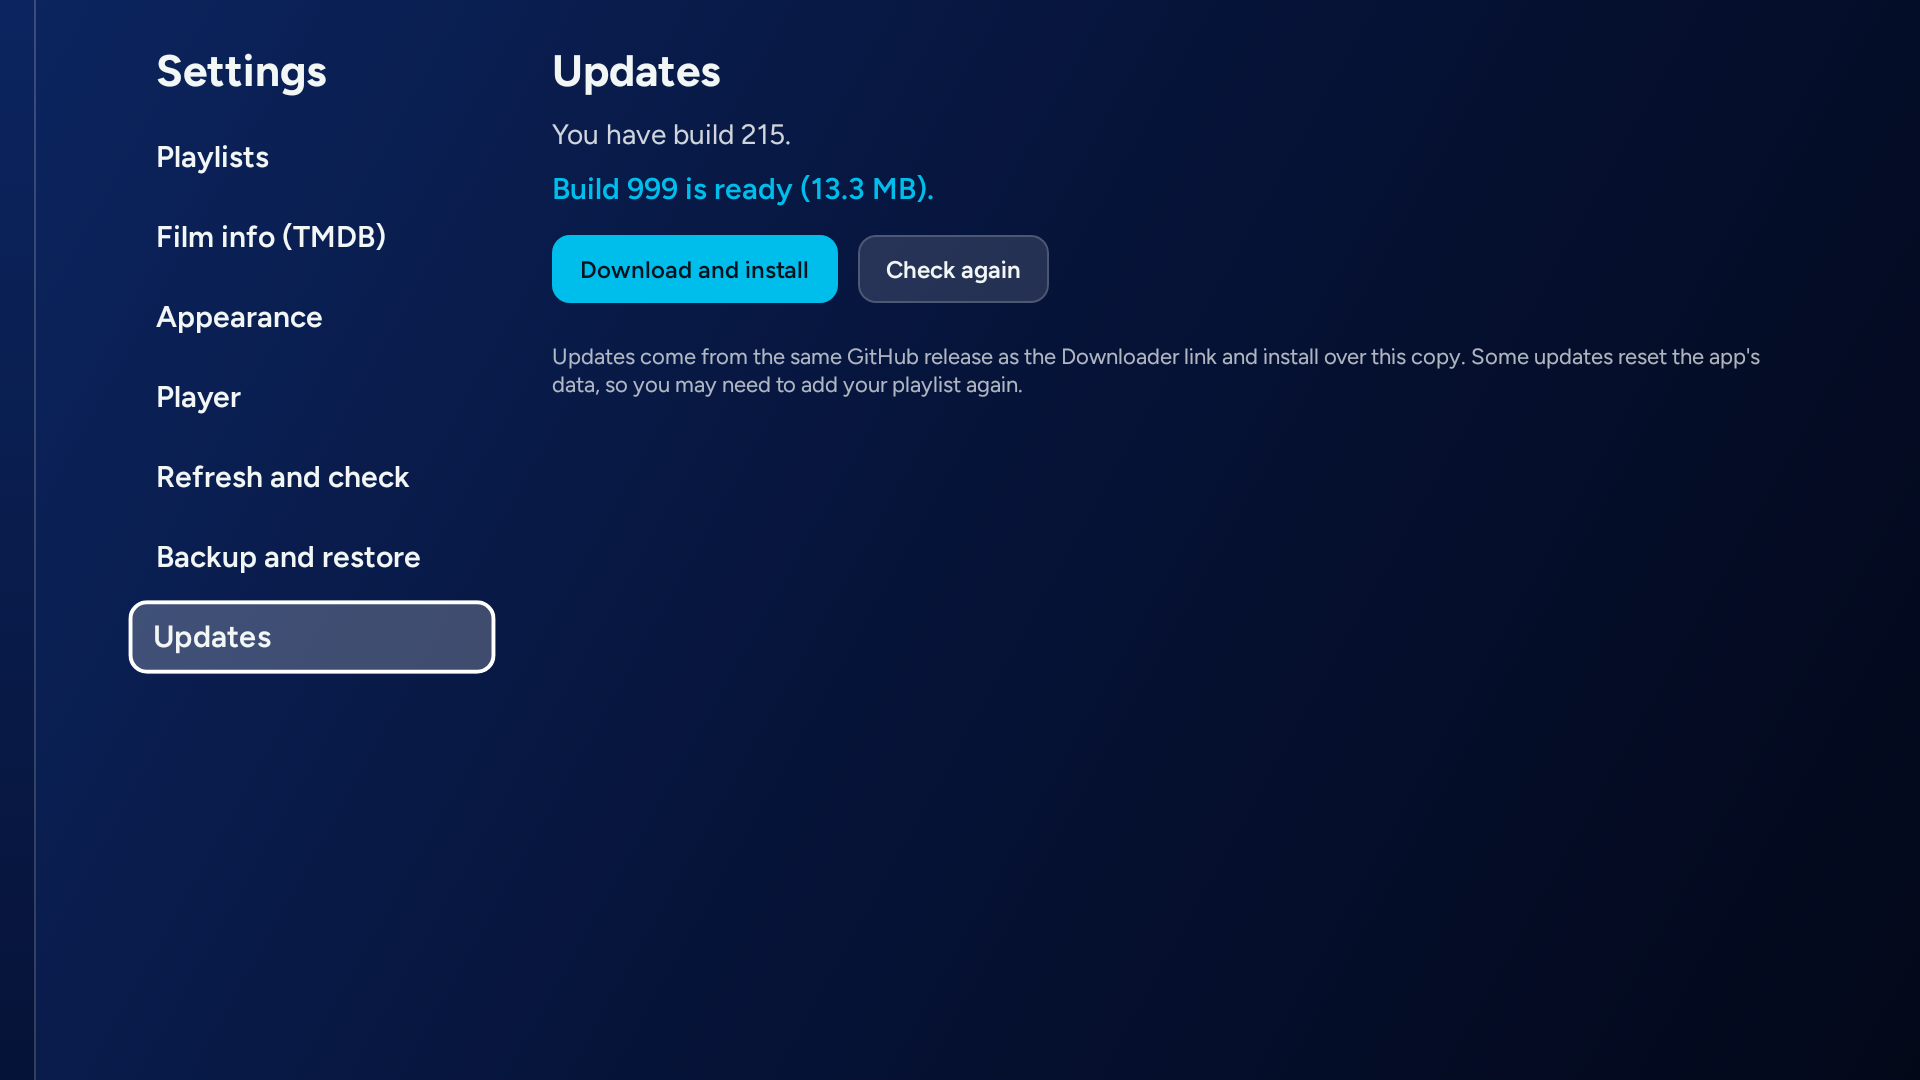 Settings
Playlists
Film info (TMDB)
Appearance
Player
Refresh and check
Backup and restore
Updates
Updates
You have build 215.
Build 999 is ready (13.3 MB).
Download and install
Check again
Updates come from the same GitHub release as the Downloader link and install over this copy. Some updates reset the app's
data, so you may need to add your playlist again.